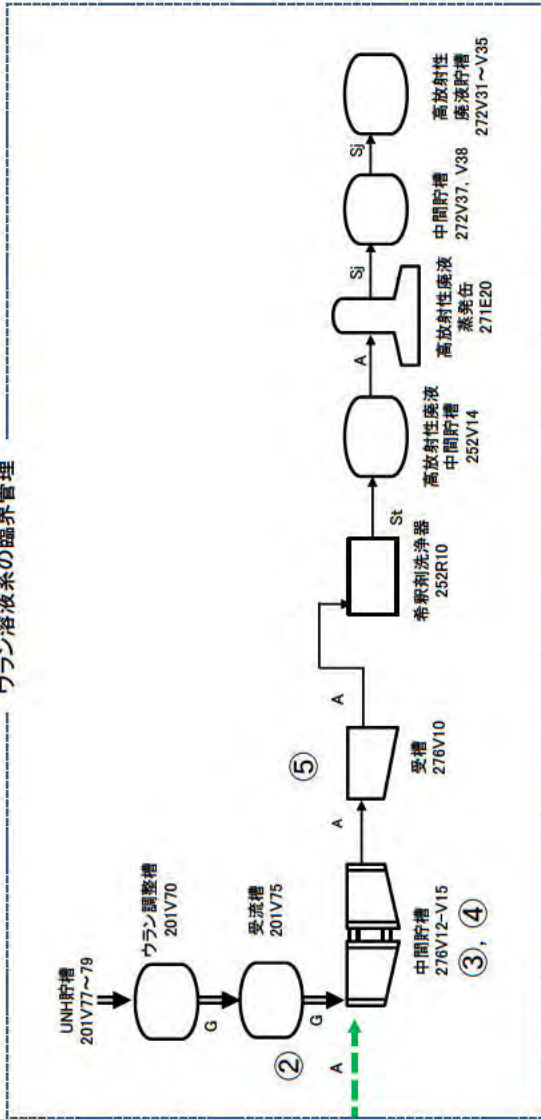 ウラン溶液系の臨界管理
UNH貯槽
201V77～79
ウラン調整槽
201V70
G
受流槽
201V75
G
②
A
中間貯槽
276V12-V15
③, ④
A
⑤
受槽
276V10
A
希釈剤洗浄器
252R10
St
高放射性廃液
中間貯槽
252V14
A
高放射性廃液
蒸発缶
271E20
Sj
中間貯槽
272V37, V38
Sj
高放射性
廃液貯槽
272V31～V35